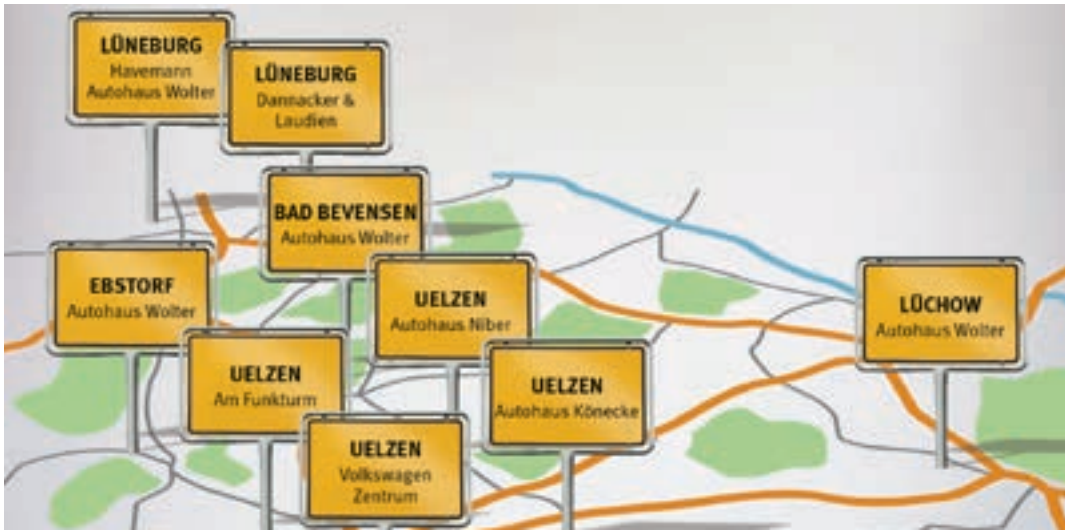 LÜNEBURG
Havemann
Autohaus Wolter
LÜNEBURG
Dannacker &
Laudien
BAD BEVENSEN
Autohaus Wolter
EBSTORF
Autohaus Wolter
UELZEN
Autohaus Niber
LÜCHOW
Autohaus Wolter
UELZEN
Am Funkturm
UELZEN
Autohaus Könecke
UELZEN
Volkswagen
Zentrum